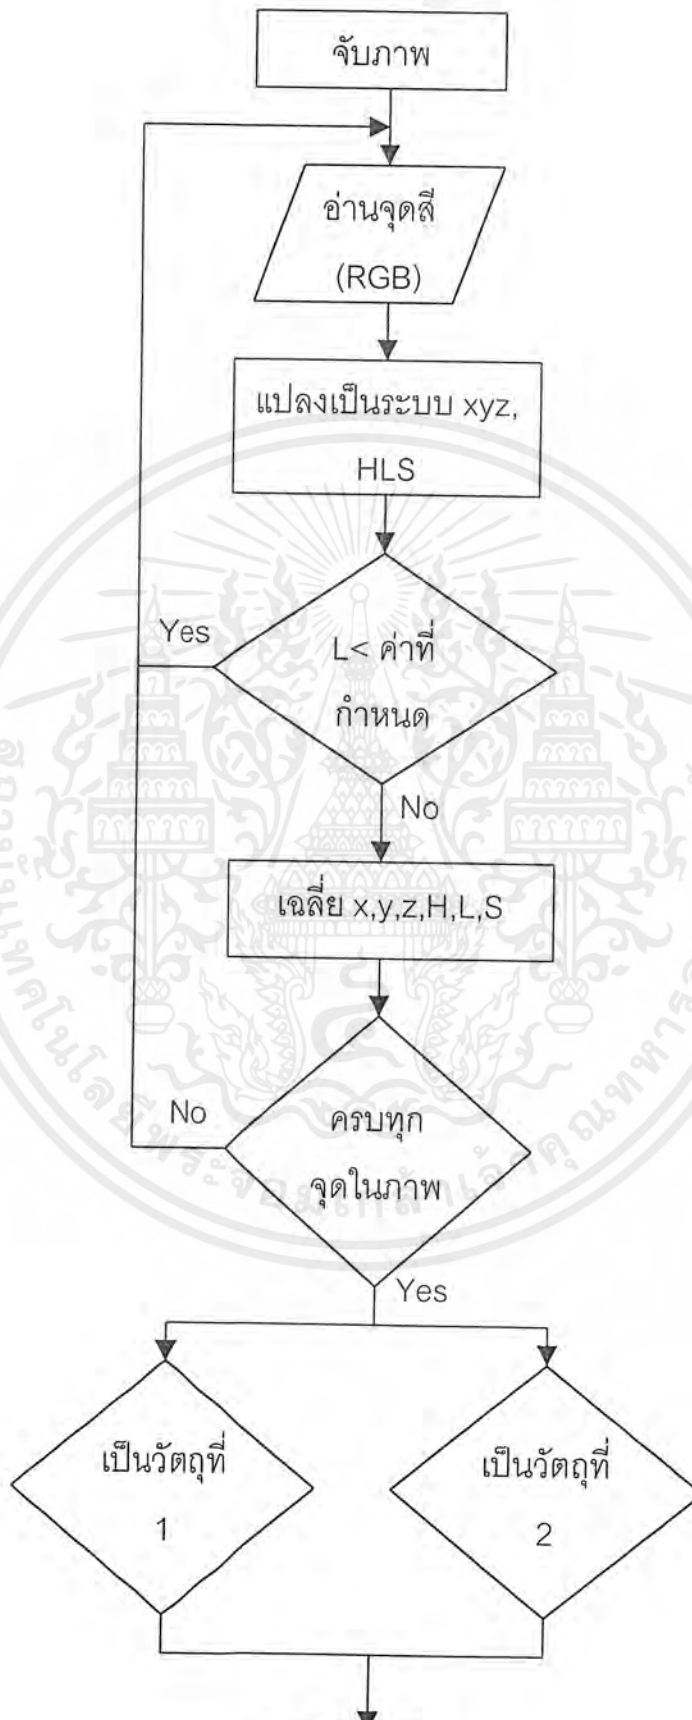 จับภาพ
อ่านจุดสี
(RGB)
แปลงเป็นระบบ xyz,
HLS
Yes
L< ค่าที่
กำหนด
No
เฉลี่ย x,y,z,H,L,S
No
ครบทุก
จุดในภาพ
Yes
เป็นวัตถุที่
1
เป็นวัตถุที่
2